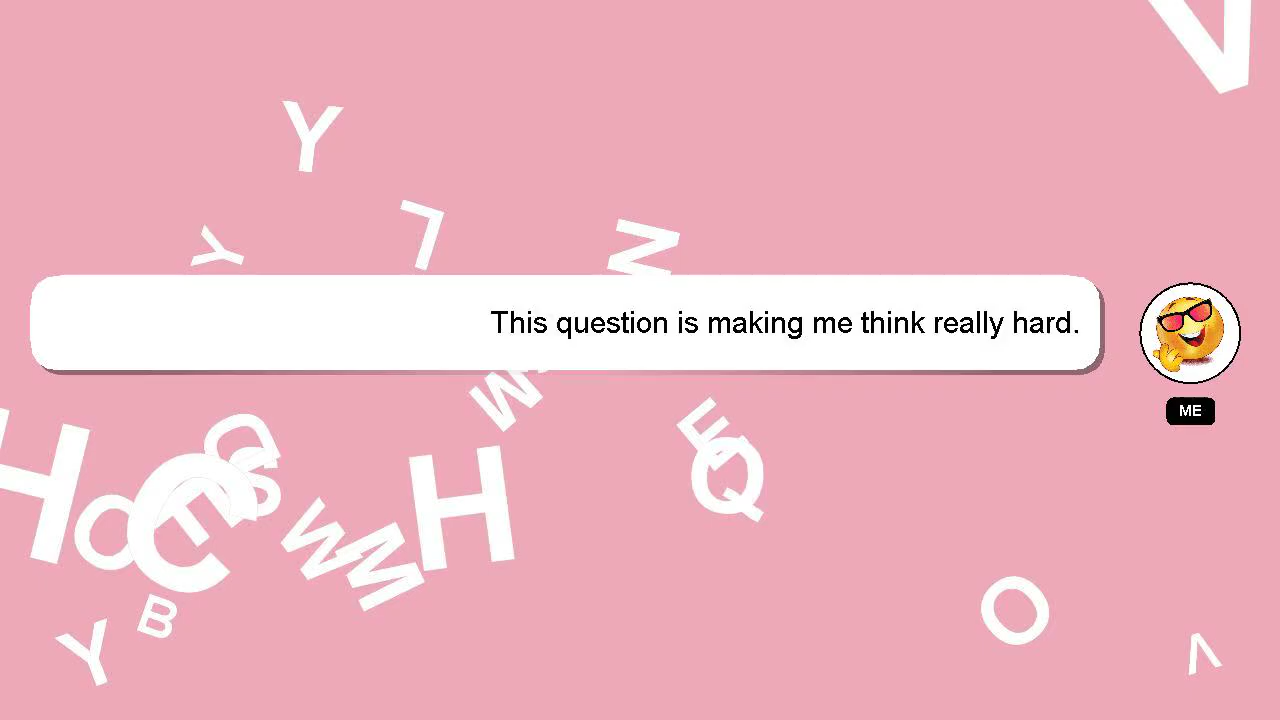 V
Y
L
Y
N
This question is making me think really hard.
ME
W
H
Q
H
O
C
S
W
M
O
B
Y
V